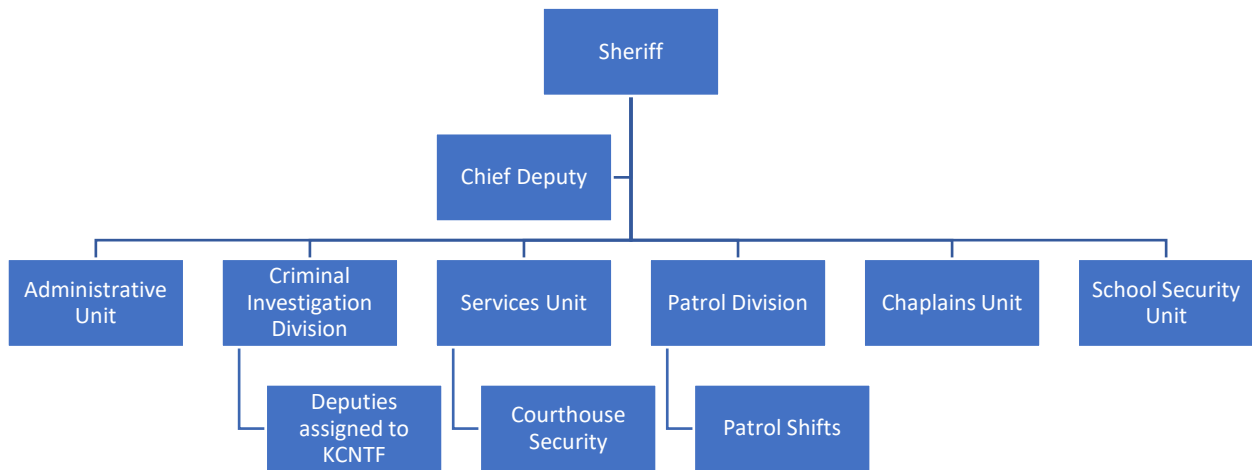 Sheriff
Chief Deputy
Administrative
Unit
Criminal
Investigation
Division
Services Unit
Patrol Division
Chaplains Unit
School Security
Unit
Deputies
assigned to
KCNTF
Courthouse
Security
Patrol Shifts